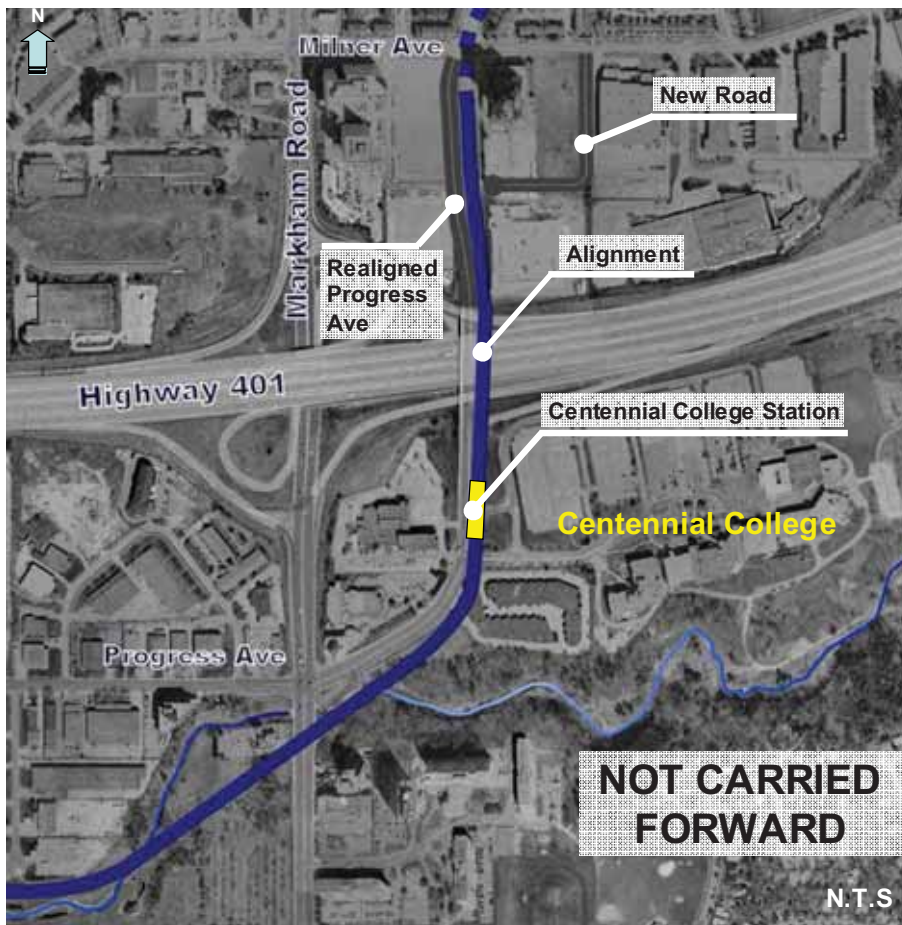 N
Milner Ave
New Road
Markham Road
Alignment
Realigned
Progress
Ave
Highway 401
Centennial College Station
Centennial College
Progress Ave
NOT CARRIED
FORWARD
N.T.S